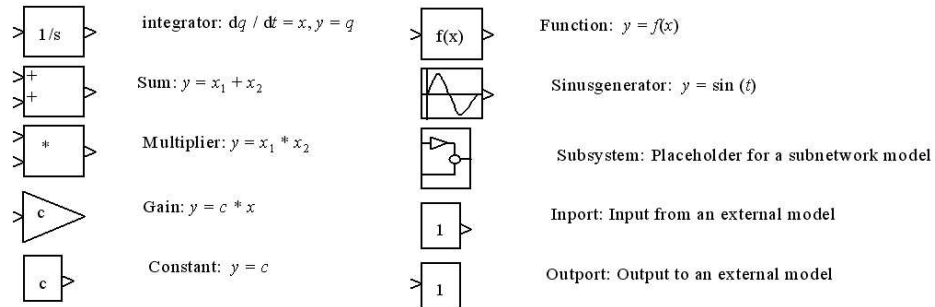 1/s
integrator: dq / dt = x, y = q
+
+
Sum: y = x₁ + x₂
*
Multiplier: y = x₁ * x₂
c
Gain: y = c * x
c
Constant: y = c
f(x)
Function: y = f(x)
Sinusgenerator: y = sin (t)
Subsystem: Placeholder for a subnetwork model
1
Inport: Input from an external model
1
Outport: Output to an external model